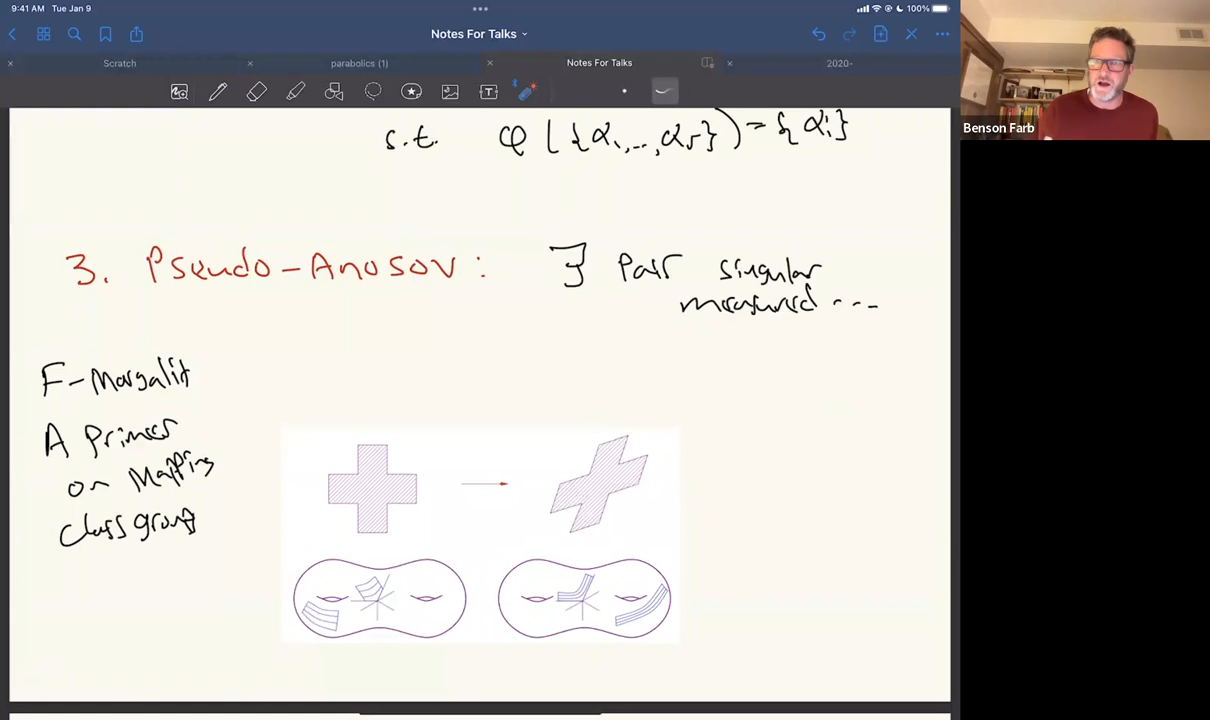 9:41 AM Tue Jan 9
100%
Notes For Talks
Scratch
parabolics (1)
Notes For Talks
2020-
T
Benson Farb
s.t. φ({α₁,..,αᵣ}) = {αᵢ}
3. Pseudo-Anosov: ∃ Pair singular
measured ---
F-Margalit
A Primer
on Mapping
class groups